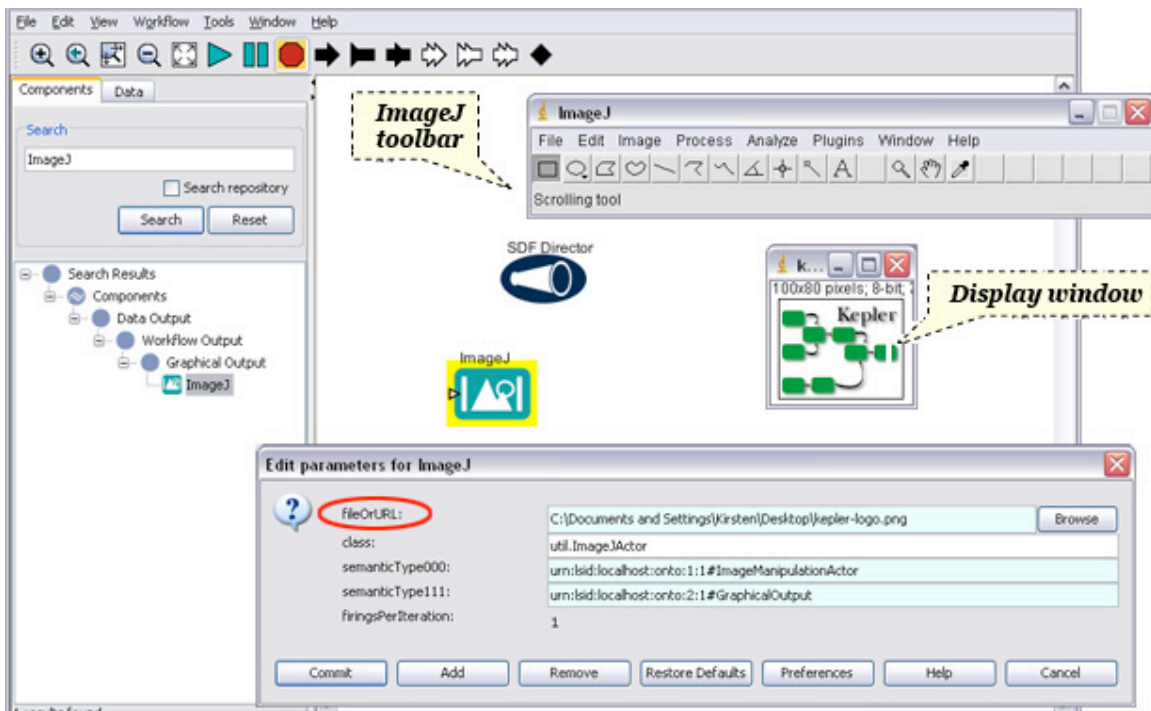 File Edit View Workflow Tools Window Help
Components Data
Search
ImageJ
Search repository
Search Reset
Search Results
Components
Data Output
Workflow Output
Graphical Output
ImageJ
ImageJ
toolbar
ImageJ
File Edit Image Process Analyze Plugins Window Help
A
Scrolling tool
SDF Director
k...
100x80 pixels; 8-bit;
Kepler
Display window
ImageJ
Edit parameters for ImageJ
?
fileOrURL: C:\Documents and Settings\Kirsten\Desktop\kepler-logo.png Browse
class: util.ImageJActor
semanticType000: urn:lsid:localhost:onto:1:1#ImageManipulationActor
semanticType111: urn:lsid:localhost:onto:2:1#GraphicalOutput
firingsPerIteration: 1
Commit Add Remove Restore Defaults Preferences Help Cancel